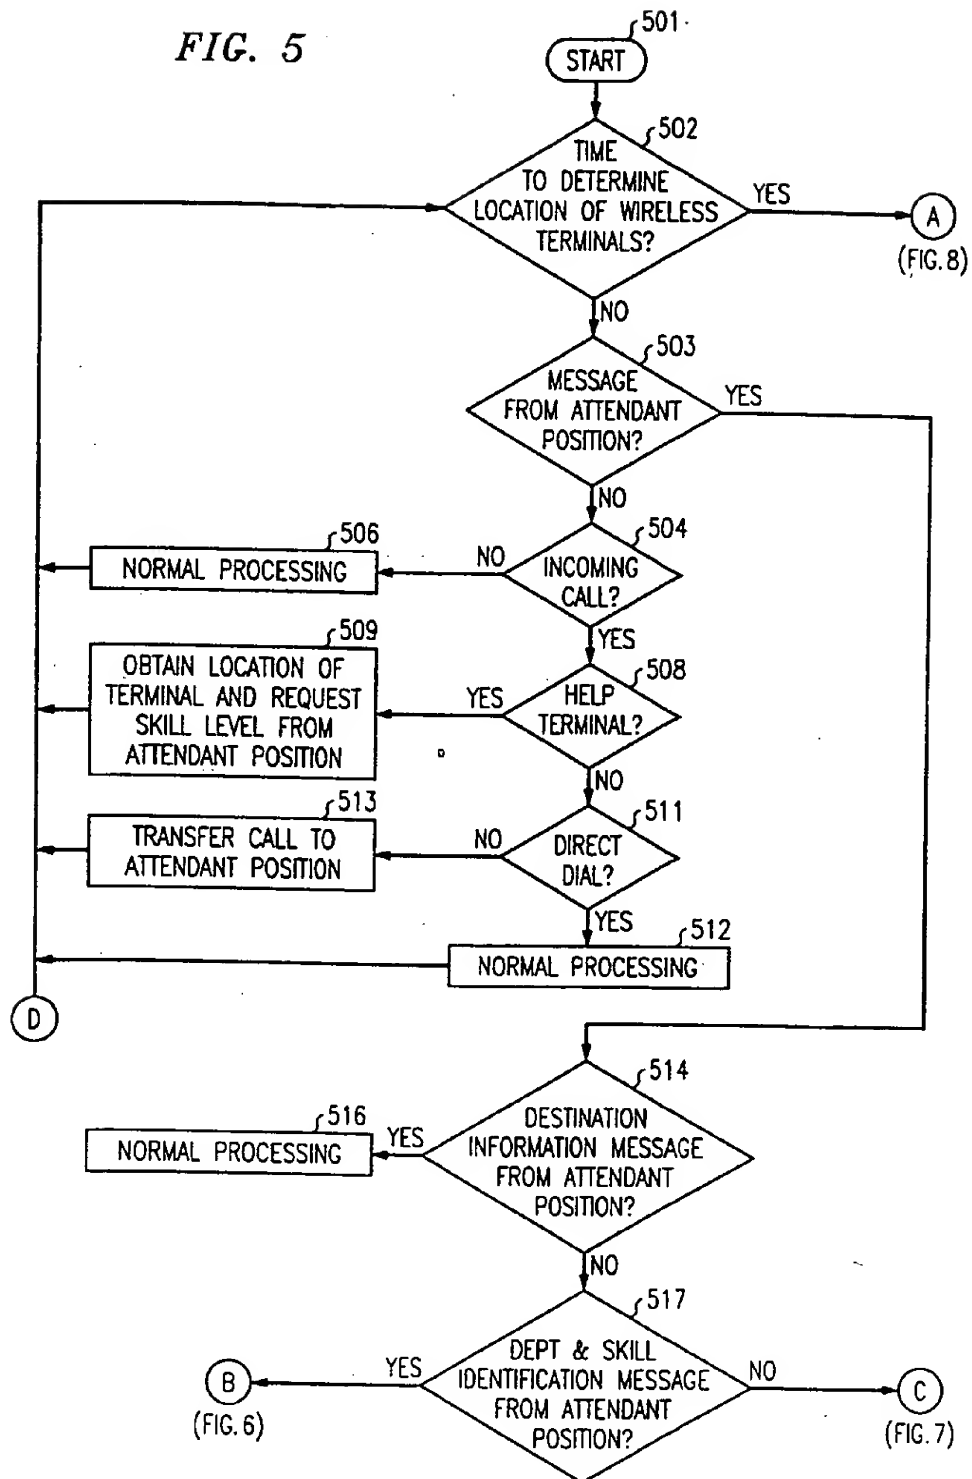 FIG. 5
501
START
502
TIME
TO DETERMINE
LOCATION OF WIRELESS
TERMINALS?
YES
A
(FIG. 8)
NO
503
MESSAGE
FROM ATTENDANT
POSITION?
YES
NO
504
INCOMING
CALL?
NO
506
NORMAL PROCESSING
YES
508
HELP
TERMINAL?
YES
509
OBTAIN LOCATION OF
TERMINAL AND REQUEST
SKILL LEVEL FROM
ATTENDANT POSITION
NO
511
DIRECT
DIAL?
NO
513
TRANSFER CALL TO
ATTENDANT POSITION
YES
512
NORMAL PROCESSING
D
514
DESTINATION
INFORMATION MESSAGE
FROM ATTENDANT
POSITION?
YES
516
NORMAL PROCESSING
NO
517
DEPT & SKILL
IDENTIFICATION MESSAGE
FROM ATTENDANT
POSITION?
YES
B
(FIG. 6)
NO
C
(FIG. 7)